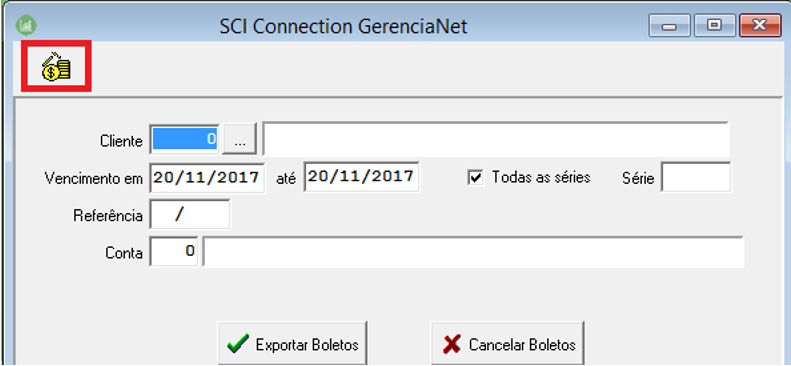 SCI Connection GerenciaNet
Cliente 0 ...
Vencimento em 20/11/2017 até 20/11/2017 Todas as séries Série
Referência /
Conta 0
Exportar Boletos Cancelar Boletos